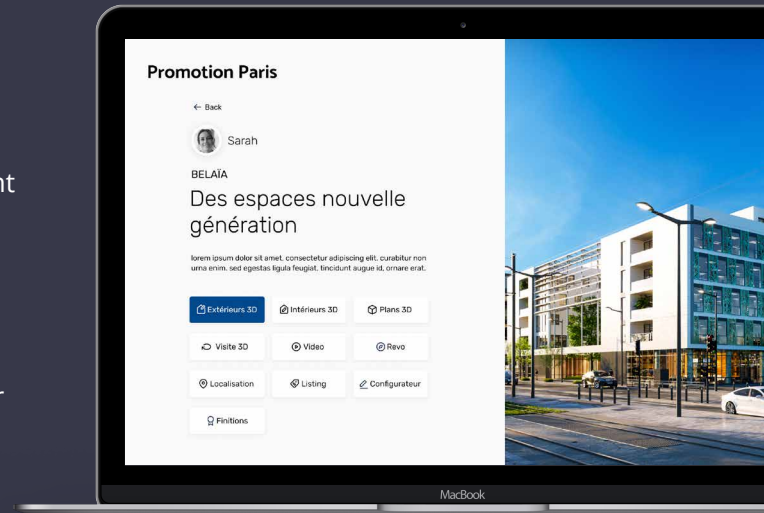 Promotion Paris
← Back
Sarah
BELAÏA
Des espaces nouvelle
génération
lorem ipsum dolor sit amet, consectetur adipiscing elit. curabitur non
urna enim. sed egestas ligula feugiat. tincidunt augue id, ornare erat.
Extérieurs 3D Intérieurs 3D Plans 3D
Visite 3D Video Revo
Localisation Listing Configurateur
Finitions
MacBook